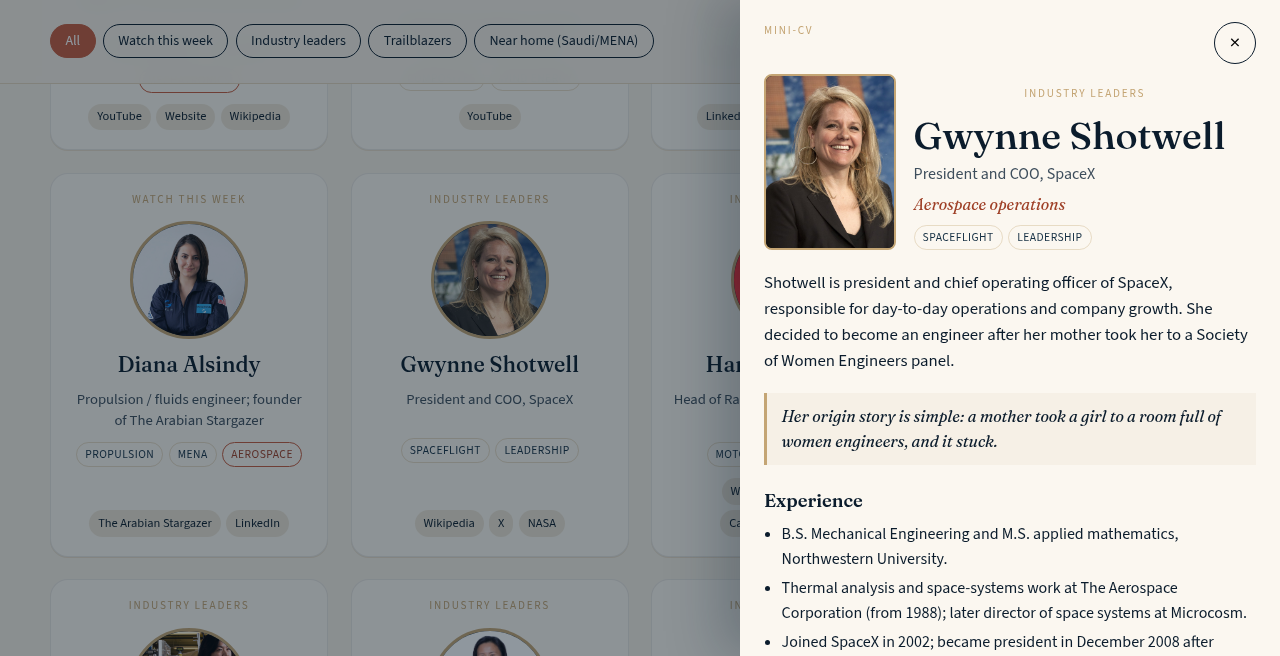 All
Watch this week
Industry leaders
Trailblazers
Near home (Saudi/MENA)
YouTube
Website
Wikipedia
YouTube
WATCH THIS WEEK
Diana Alsindy
Propulsion / fluids engineer; founder
of The Arabian Stargazer
PROPULSION
MENA
AEROSPACE
The Arabian Stargazer
LinkedIn
INDUSTRY LEADERS
Gwynne Shotwell
President and COO, SpaceX
SPACEFLIGHT
LEADERSHIP
Wikipedia
X
NASA
Head of
INDUSTRY LEADERS
INDUSTRY LEADERS
MINI-CV
✕
INDUSTRY LEADERS
Gwynne Shotwell
President and COO, SpaceX
Aerospace operations
SPACEFLIGHT
LEADERSHIP
Shotwell is president and chief operating officer of SpaceX,
responsible for day-to-day operations and company growth. She
decided to become an engineer after her mother took her to a Society
of Women Engineers panel.
Her origin story is simple: a mother took a girl to a room full of
women engineers, and it stuck.
Experience
• B.S. Mechanical Engineering and M.S. applied mathematics,
Northwestern University.
• Thermal analysis and space-systems work at The Aerospace
Corporation (from 1988); later director of space systems at Microcosm.
• Joined SpaceX in 2002; became president in December 2008 after